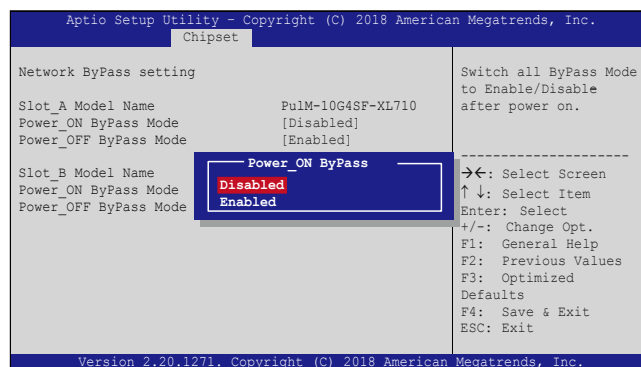 Aptio Setup Utility – Copyright (C) 2018 American Megatrends, Inc.
Chipset
Network ByPass setting
Slot_A Model Name PulM-10G4SF-XL710
Power_ON ByPass Mode [Disabled]
Power_OFF ByPass Mode [Enabled]
Slot_B Model Name
Power_ON ByPass Mode
Power_OFF ByPass Mode
Power_ON ByPass
Disabled
Enabled
Switch all ByPass Mode
to Enable/Disable
after power on.
--------------------
→←: Select Screen
↑ ↓: Select Item
Enter: Select
+/-: Change Opt.
F1: General Help
F2: Previous Values
F3: Optimized
Defaults
F4: Save & Exit
ESC: Exit
Version 2.20.1271. Copyright (C) 2018 American Megatrends, Inc.